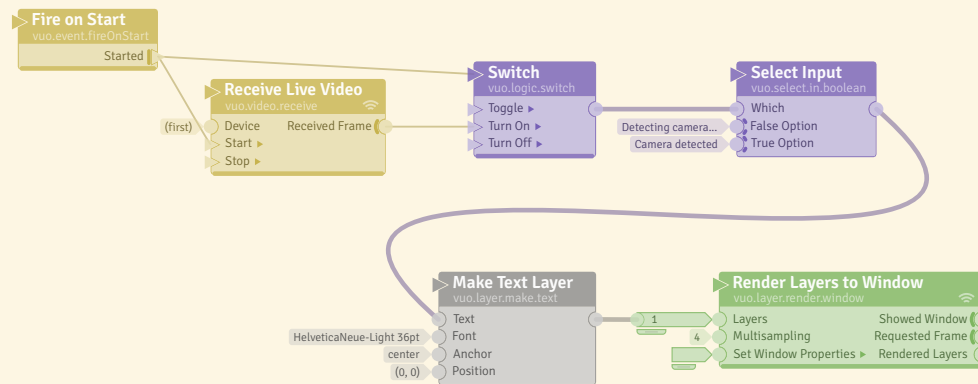 Fire on Start
vuo.event.fireOnStart
Started
Receive Live Video
vuo.video.receive
(first)
Device
Received Frame
Start
Stop
Switch
vuo.logic.switch
Toggle
Turn On
Turn Off
Select Input
vuo.select.in.boolean
Which
Detecting camera...
False Option
Camera detected
True Option
Make Text Layer
vuo.layer.make.text
Text
HelveticaNeue-Light 36pt
Font
center
Anchor
(0, 0)
Position
Render Layers to Window
vuo.layer.render.window
1
Layers
Showed Window
4
Multisampling
Requested Frame
Set Window Properties
Rendered Layers